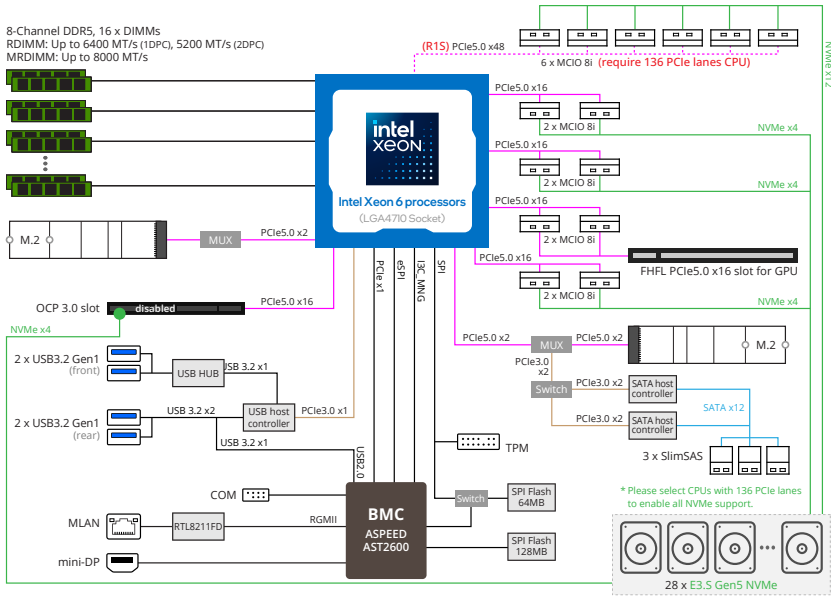 8-Channel DDR5, 16 x DIMMs
RDIMM: Up to 6400 MT/s (1DPC), 5200 MT/s (2DPC)
MRDIMM: Up to 8000 MT/s
(R1S) PCIe5.0 x48
6 x MCIO 8i (require 136 PCIe lanes CPU)
NVMe x12
intel
XEON
Intel Xeon 6 processors
(LGA4710 Socket)
PCIe5.0 x16
2 x MCIO 8i
NVMe x4
PCIe5.0 x16
2 x MCIO 8i
NVMe x4
PCIe5.0 x16
2 x MCIO 8i
FHFL PCIe5.0 x16 slot for GPU
PCIe5.0 x16
2 x MCIO 8i
NVMe x4
M.2
MUX
PCIe5.0 x2
OCP 3.0 slot
disabled
PCIe5.0 x16
NVMe x4
PCIe x1
eSPI
I3C_MNG
SPI
PCIe5.0 x2
MUX
PCIe5.0 x2
M.2
PCIe3.0
x2
Switch
PCIe3.0 x2
SATA host
controller
PCIe3.0 x2
SATA host
controller
SATA x12
3 x SlimSAS
2 x USB3.2 Gen1
(front)
USB HUB
USB 3.2 x1
2 x USB3.2 Gen1
(rear)
USB 3.2 x2
USB host
controller
PCIe3.0 x1
USB 3.2 x1
USB2.0
TPM
COM
BMC
ASPEED
AST2600
Switch
SPI Flash
64MB
SPI Flash
128MB
MLAN
RTL8211FD
RGMII
mini-DP
* Please select CPUs with 136 PCIe lanes
to enable all NVMe support.
28 x E3.S Gen5 NVMe